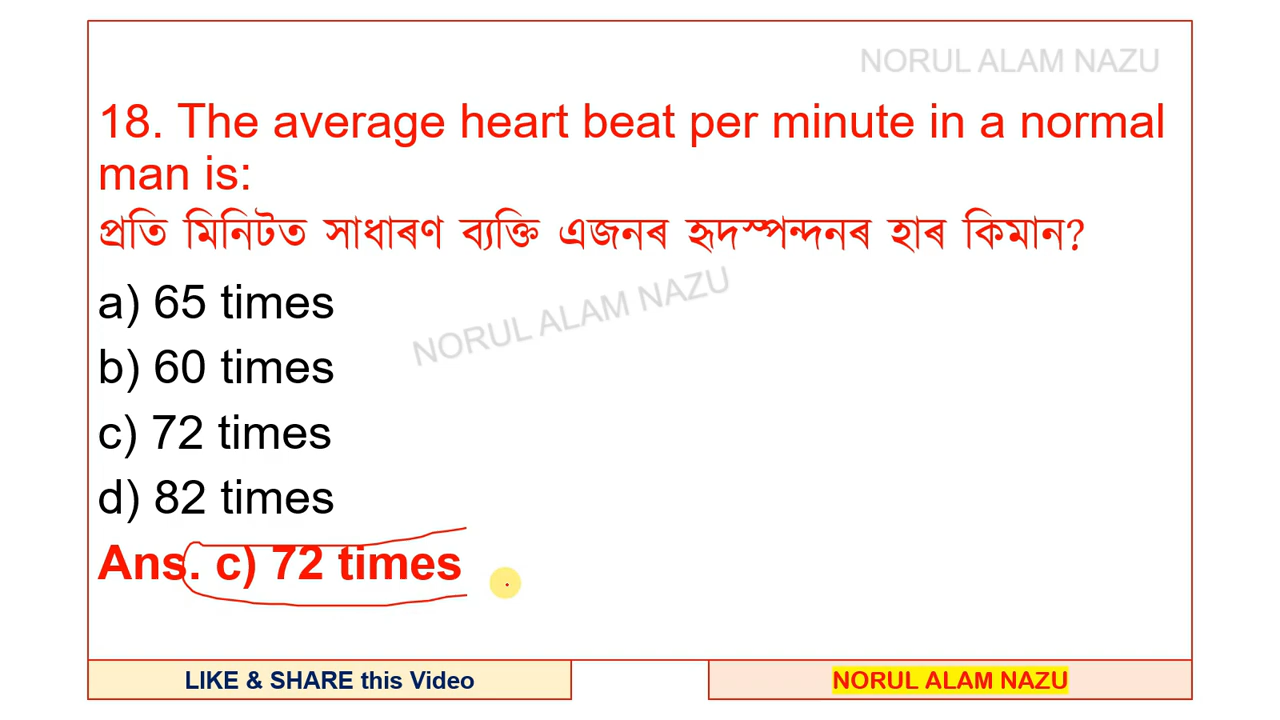 NORUL ALAM NAZU
18. The average heart beat per minute in a normal
man is:
প্ৰতি মিনিটত সাধাৰণ ব্যক্তি এজনৰ হৃদস্পন্দনৰ হাৰ কিমান?
a) 65 times
NORUL ALAM NAZU
b) 60 times
c) 72 times
d) 82 times
Ans. c) 72 times
LIKE & SHARE this Video
NORUL ALAM NAZU